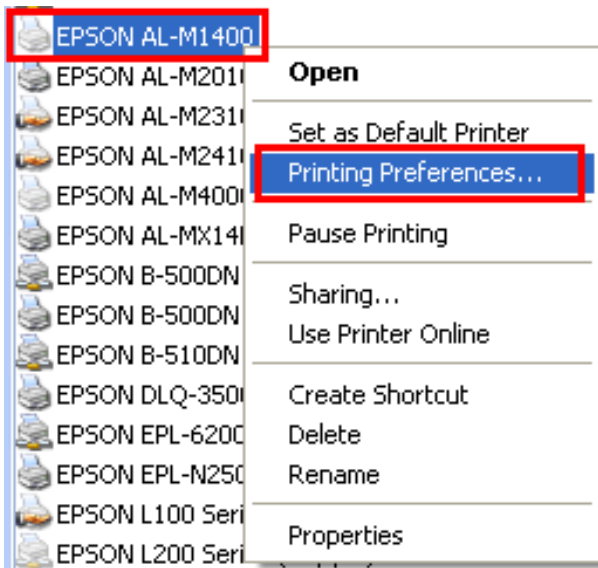 EPSON AL-M1400
EPSON AL-M201
EPSON AL-M231
EPSON AL-M241
EPSON AL-M400
EPSON AL-MX14
EPSON B-500DN
EPSON B-500DN
EPSON B-510DN
EPSON DLQ-350
EPSON EPL-620
EPSON EPL-N25
EPSON L100 Seri
EPSON L200 Seri
Open
Set as Default Printer
Printing Preferences...
Pause Printing
Sharing...
Use Printer Online
Create Shortcut
Delete
Rename
Properties